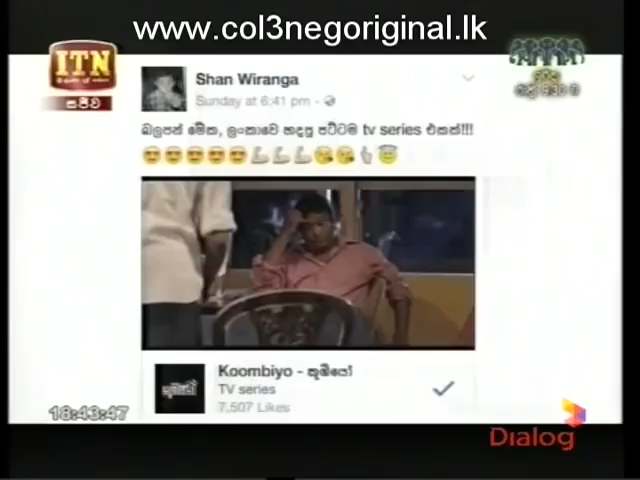 www.col3negoriginal.lk
ITN
සජීව
Shan Wiranga
Sunday at 6:41 pm
බලපන් මේක, ලංකාවෙ හදපු පට්ටම tv series එකක්!!!
Koombiyo - කූඹියෝ
TV series
7,507 Likes
18:43:47
Dialog